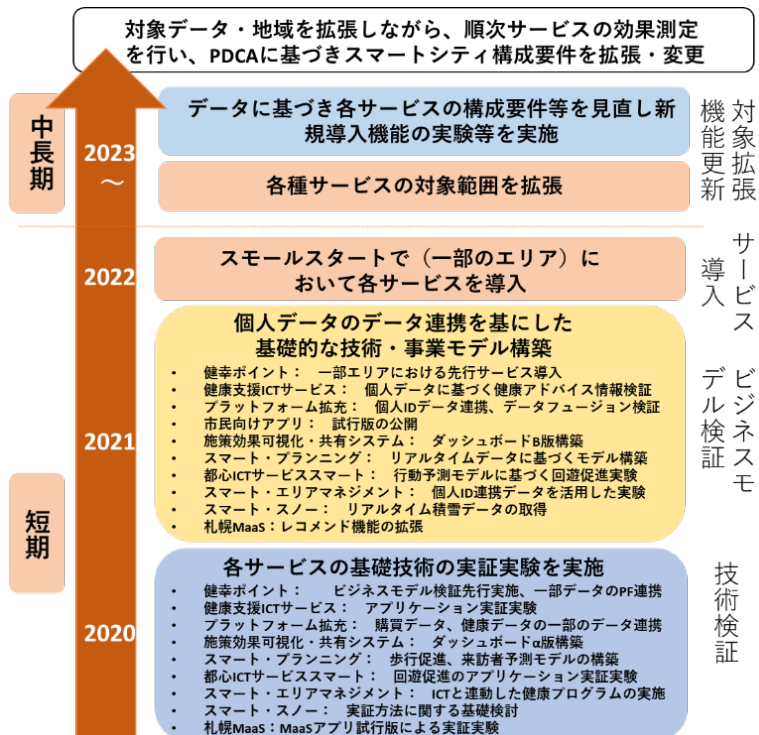 対象データ・地域を拡張しながら、順次サービスの効果測定
を行い、PDCAに基づきスマートシティ構成要件を拡張・変更
中長期
2023
～
データに基づき各サービスの構成要件等を見直し新
規導入機能の実験等を実施
各種サービスの対象範囲を拡張
対象拡張
機能更新
2022
スモールスタートで（一部のエリア）に
おいて各サービスを導入
サービス
導入
短期
2021
個人データのデータ連携を基にした
基礎的な技術・事業モデル構築
• 健幸ポイント： 一部エリアにおける先行サービス導入
• 健康支援ICTサービス： 個人データに基づく健康アドバイス情報検証
• プラットフォーム拡充： 個人IDデータ連携、データフュージョン検証
• 市民向けアプリ： 試行版の公開
• 施策効果可視化・共有システム： ダッシュボードB版構築
• スマート・プランニング： リアルタイムデータに基づくモデル構築
• 都心ICTサービススマート： 行動予測モデルに基づく回遊促進実験
• スマート・エリアマネジメント： 個人ID連携データを活用した実験
• スマート・スノー： リアルタイム積雪データの取得
• 札幌MaaS：レコメンド機能の拡張
ビジネスモ
デル検証
2020
各サービスの基礎技術の実証実験を実施
• 健幸ポイント： ビジネスモデル検証先行実施、一部データのPF連携
• 健康支援ICTサービス： アプリケーション実証実験
• プラットフォーム拡充： 購買データ、健康データの一部のデータ連携
• 施策効果可視化・共有システム： ダッシュボードα版構築
• スマート・プランニング： 歩行促進、来訪者予測モデルの構築
• 都心ICTサービススマート： 回遊促進のアプリケーション実証実験
• スマート・エリアマネジメント： ICTと連動した健康プログラムの実施
• スマート・スノー： 実証方法に関する基礎検討
• 札幌MaaS：MaaSアプリ試行版による実証実験
技術検証